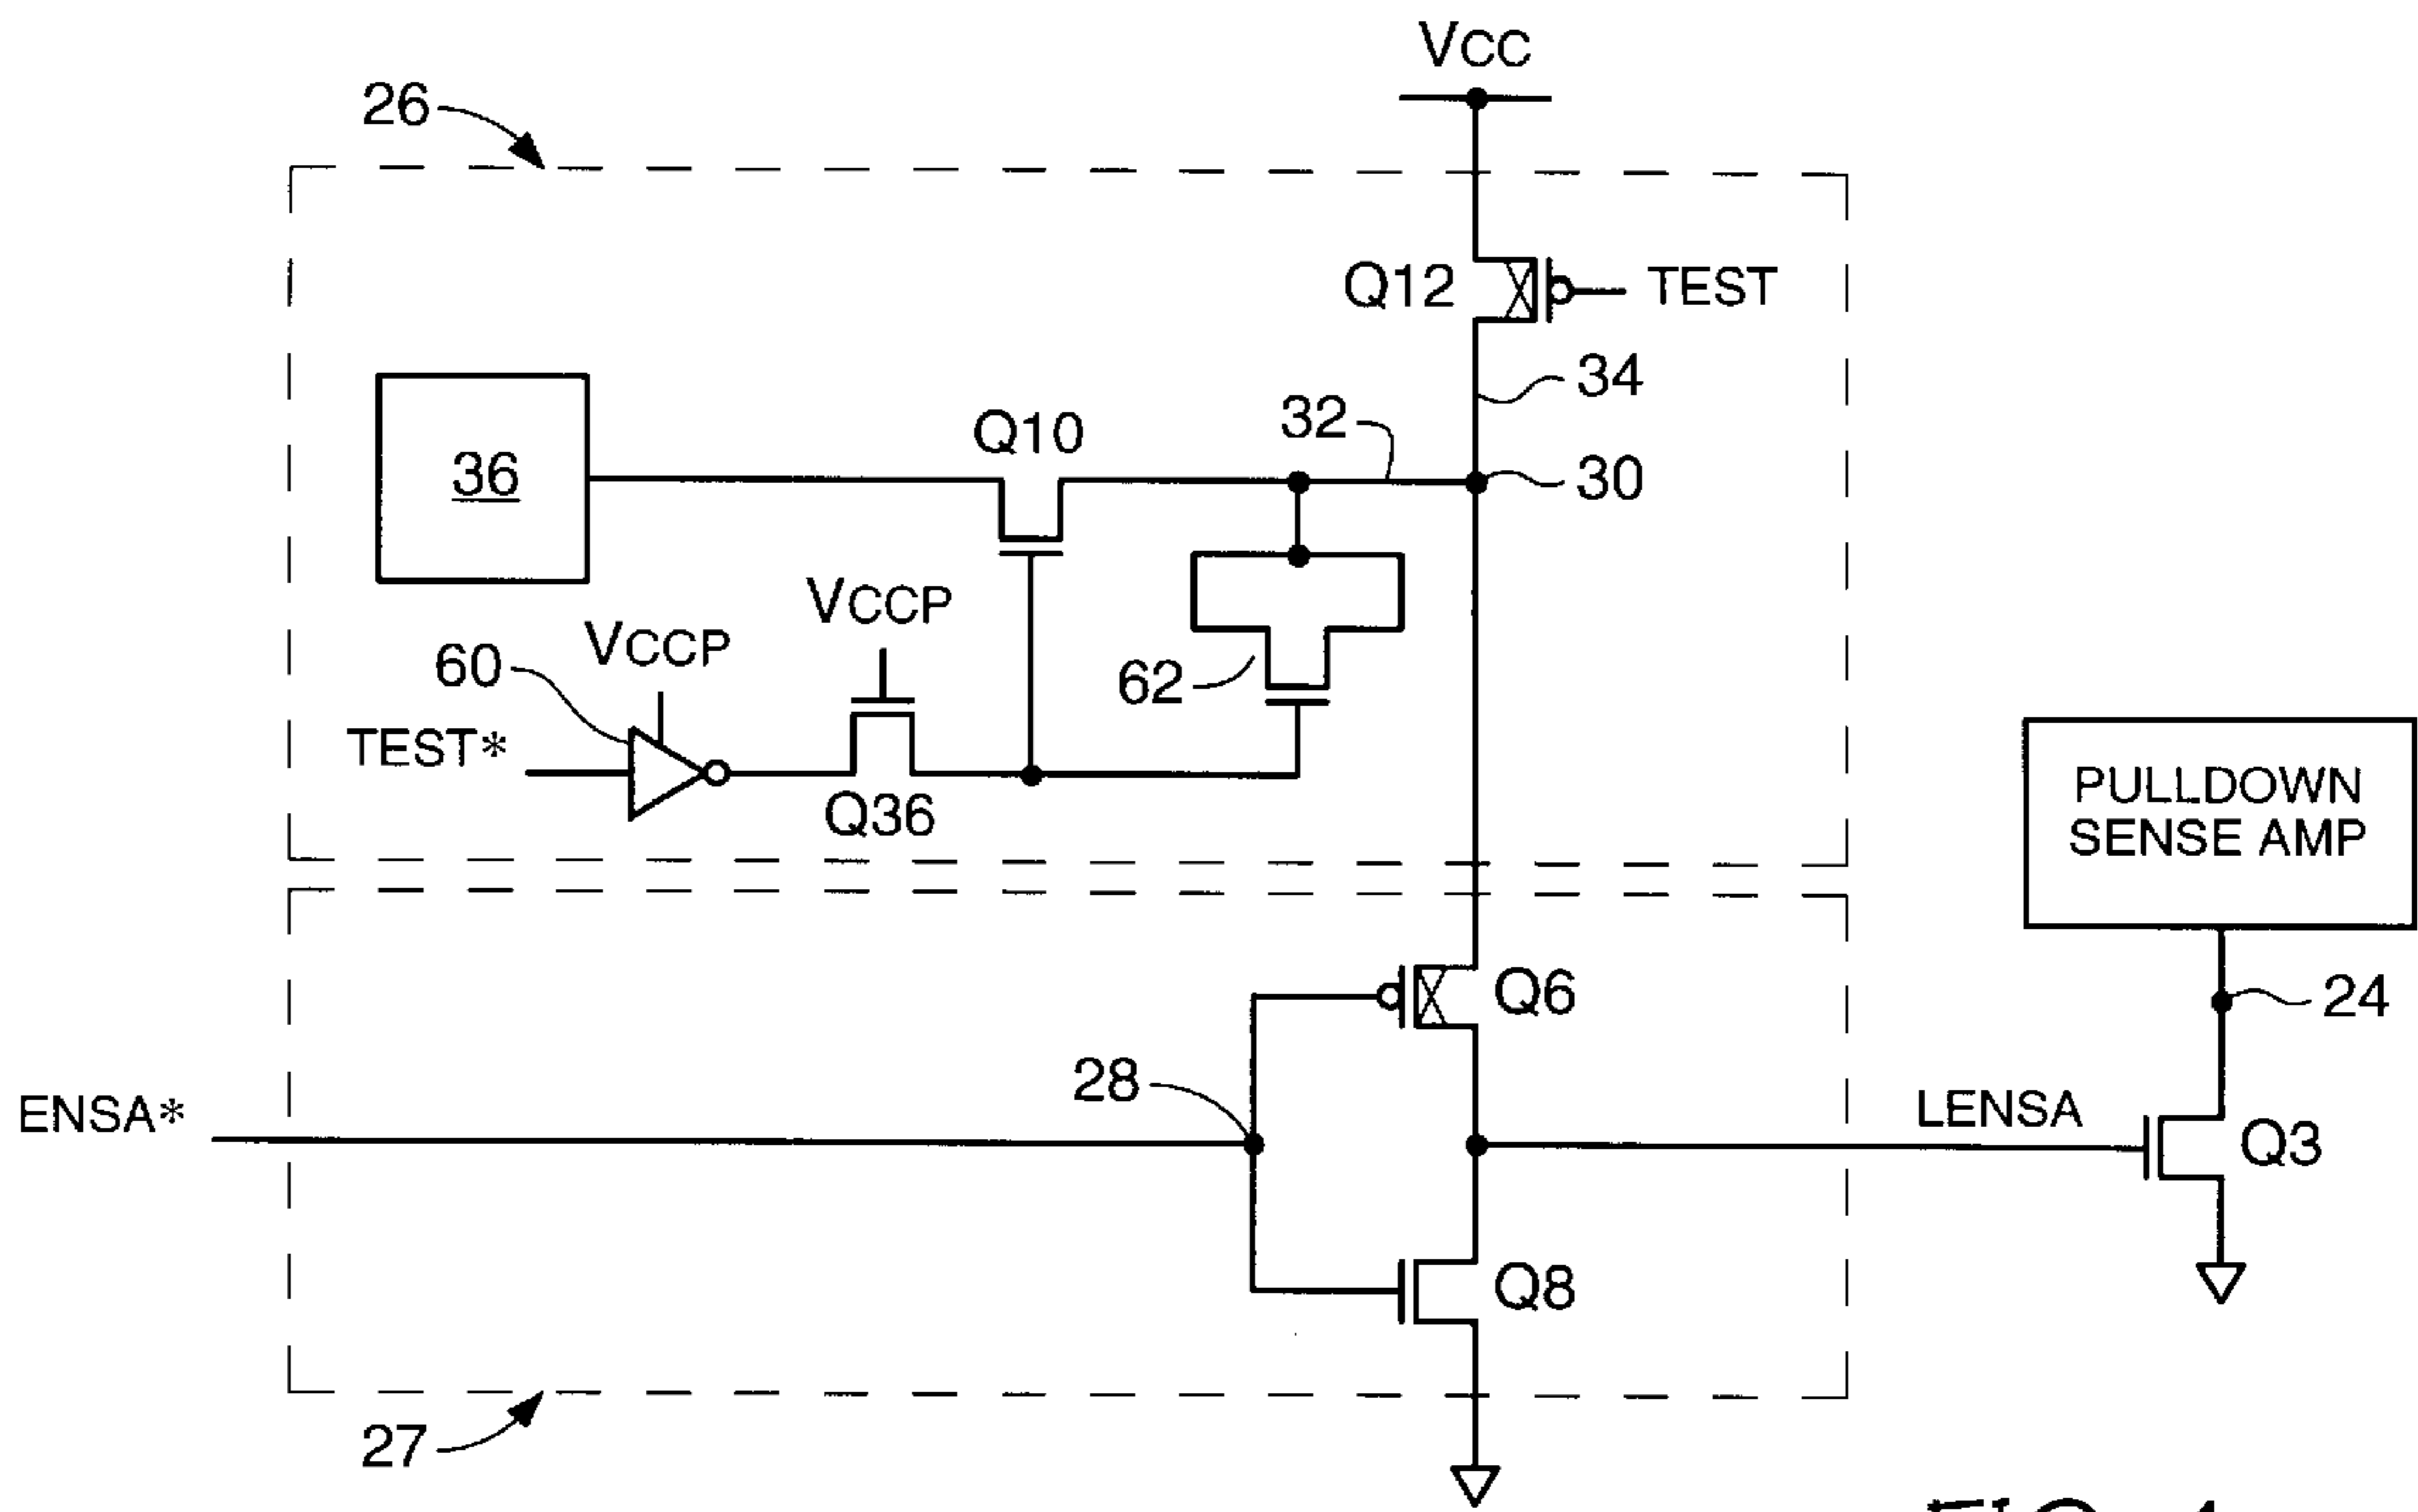 VCC
26
Q12
TEST
34
32
Q10
30
36
VCCP
VCCP
60
62
TEST*
Q36
PULLDOWN
SENSE AMP
Q6
24
28
ENSA*
LENSA
Q3
Q8
27